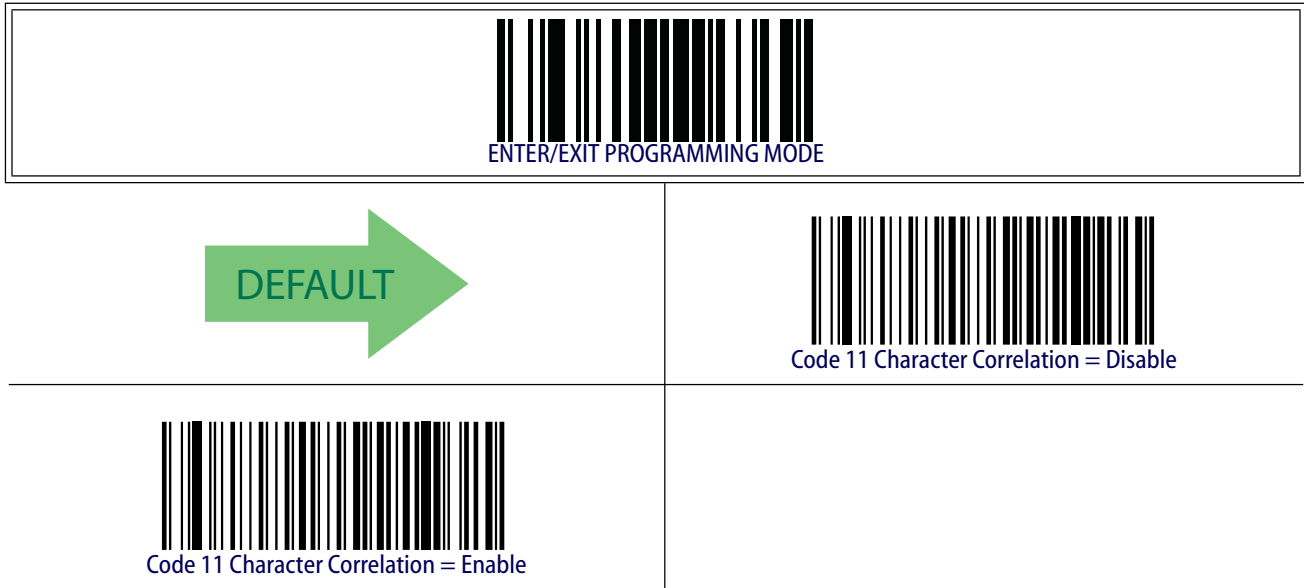 ENTER/EXIT PROGRAMMING MODE
DEFAULT
Code 11 Character Correlation = Disable
Code 11 Character Correlation = Enable